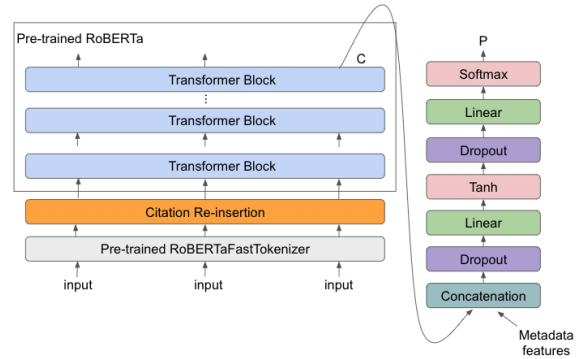 Pre-trained RoBERTa
C
Transformer Block
Transformer Block
Transformer Block
Citation Re-insertion
Pre-trained RoBERTaFastTokenizer
input
input
input
P
Softmax
Linear
Dropout
Tanh
Linear
Dropout
Concatenation
Metadata
features